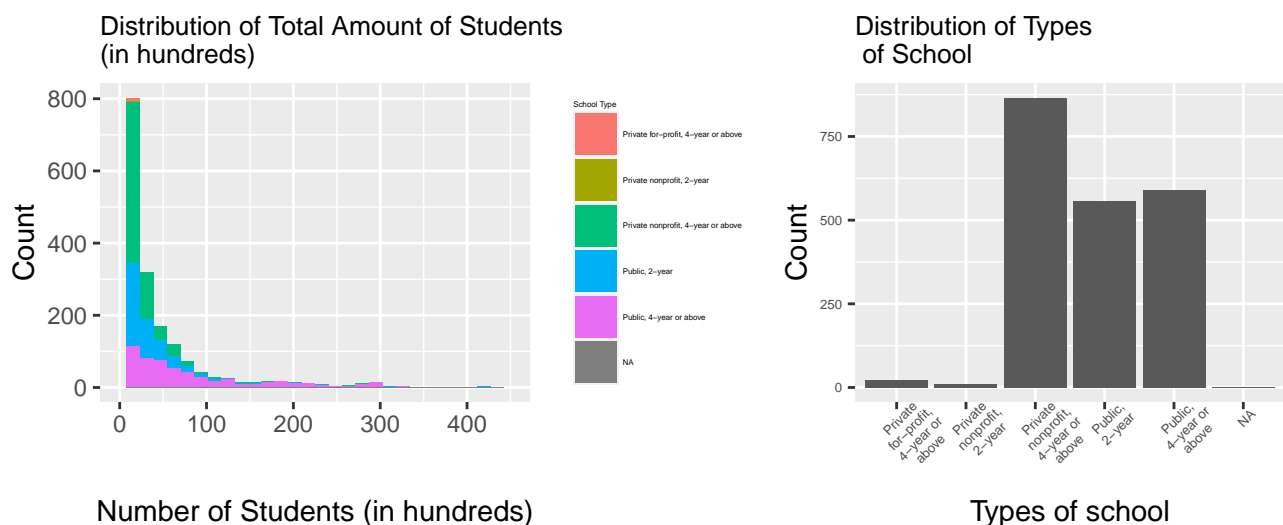 Distribution of Total Amount of Students
(in hundreds)
800
600
400
200
0
Count
0 100 200 300 400
Number of Students (in hundreds)
School Type
Private for−profit, 4−year or above
Private nonprofit, 2−year
Private nonprofit, 4−year or above
Public, 2−year
Public, 4−year or above
NA
Distribution of Types
of School
750
500
250
0
Count
Private
for−profit,
4−year or
above
Private
nonprofit,
2−year
Private
nonprofit,
4−year or
above
Public,
2−year
Public,
4−year or
above
NA
Types of school